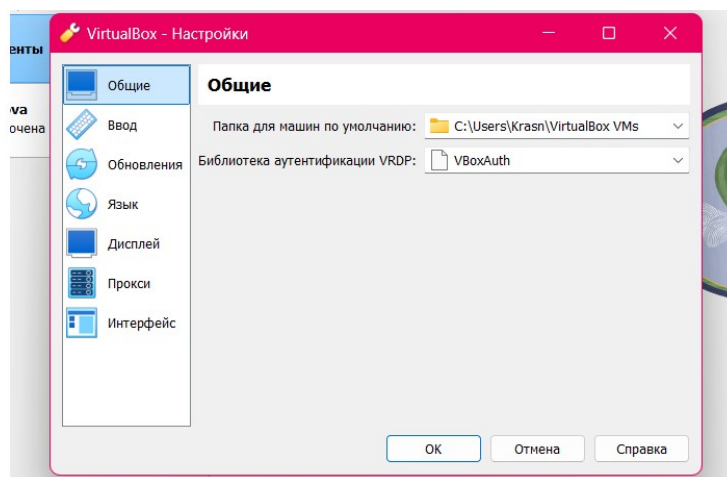 VirtualBox - Настройки
енты
va
очена
Общие
Ввод
Обновления
Язык
Дисплей
Прокси
Интерфейс
Общие
Папка для машин по умолчанию: C:\Users\Krasn\VirtualBox VMs
Библиотека аутентификации VRDP: VBoxAuth
OK Отмена Справка